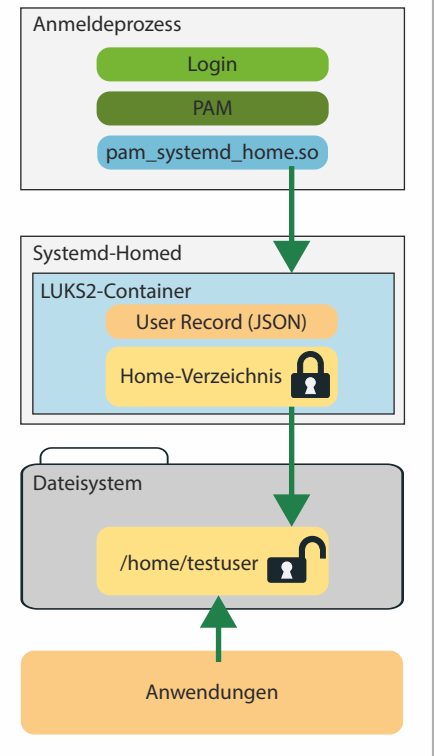 Anmeldeprozess
Login
PAM
pam_systemd_home.so
Systemd-Homed
LUKS2-Container
User Record (JSON)
Home-Verzeichnis
Dateisystem
/home/testuser
Anwendungen